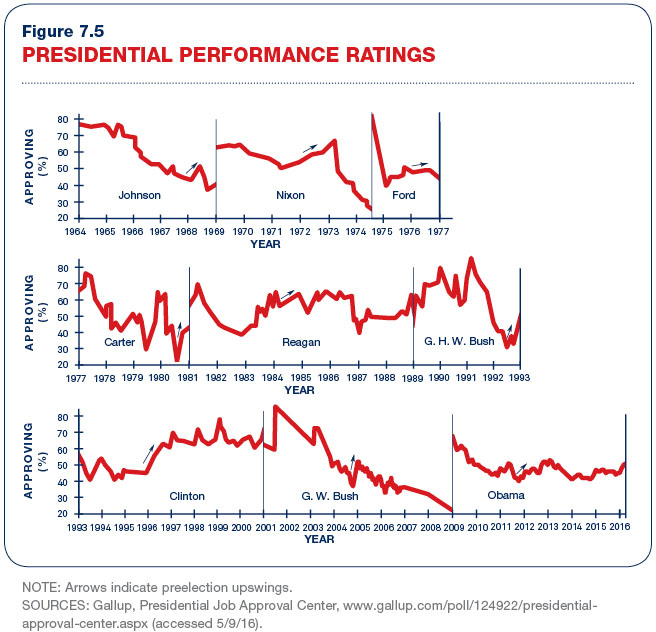 Figure 7.5
PRESIDENTIAL PERFORMANCE RATINGS
APPROVING
(%)
80
70
60
50
40
30
20
Johnson
Nixon
Ford
1964 1965 1966 1967 1968 1969 1970 1971 1972 1973 1974 1975 1976 1977
YEAR
APPROVING
(%)
80
70
60
50
40
30
20
Carter
Reagan
G. H. W. Bush
1977 1978 1979 1980 1981 1982 1983 1984 1985 1986 1987 1988 1989 1990 1991 1992 1993
YEAR
APPROVING
(%)
80
70
60
50
40
30
20
Clinton
G. W. Bush
Obama
1993 1994 1995 1996 1997 1998 1999 2000 2001 2002 2003 2004 2005 2006 2007 2008 2009 2010 2011 2012 2013 2014 2015 2016
YEAR
NOTE: Arrows indicate preelection upswings.
SOURCES: Gallup, Presidential Job Approval Center, www.gallup.com/poll/124922/presidential-
approval-center.aspx (accessed 5/9/16).